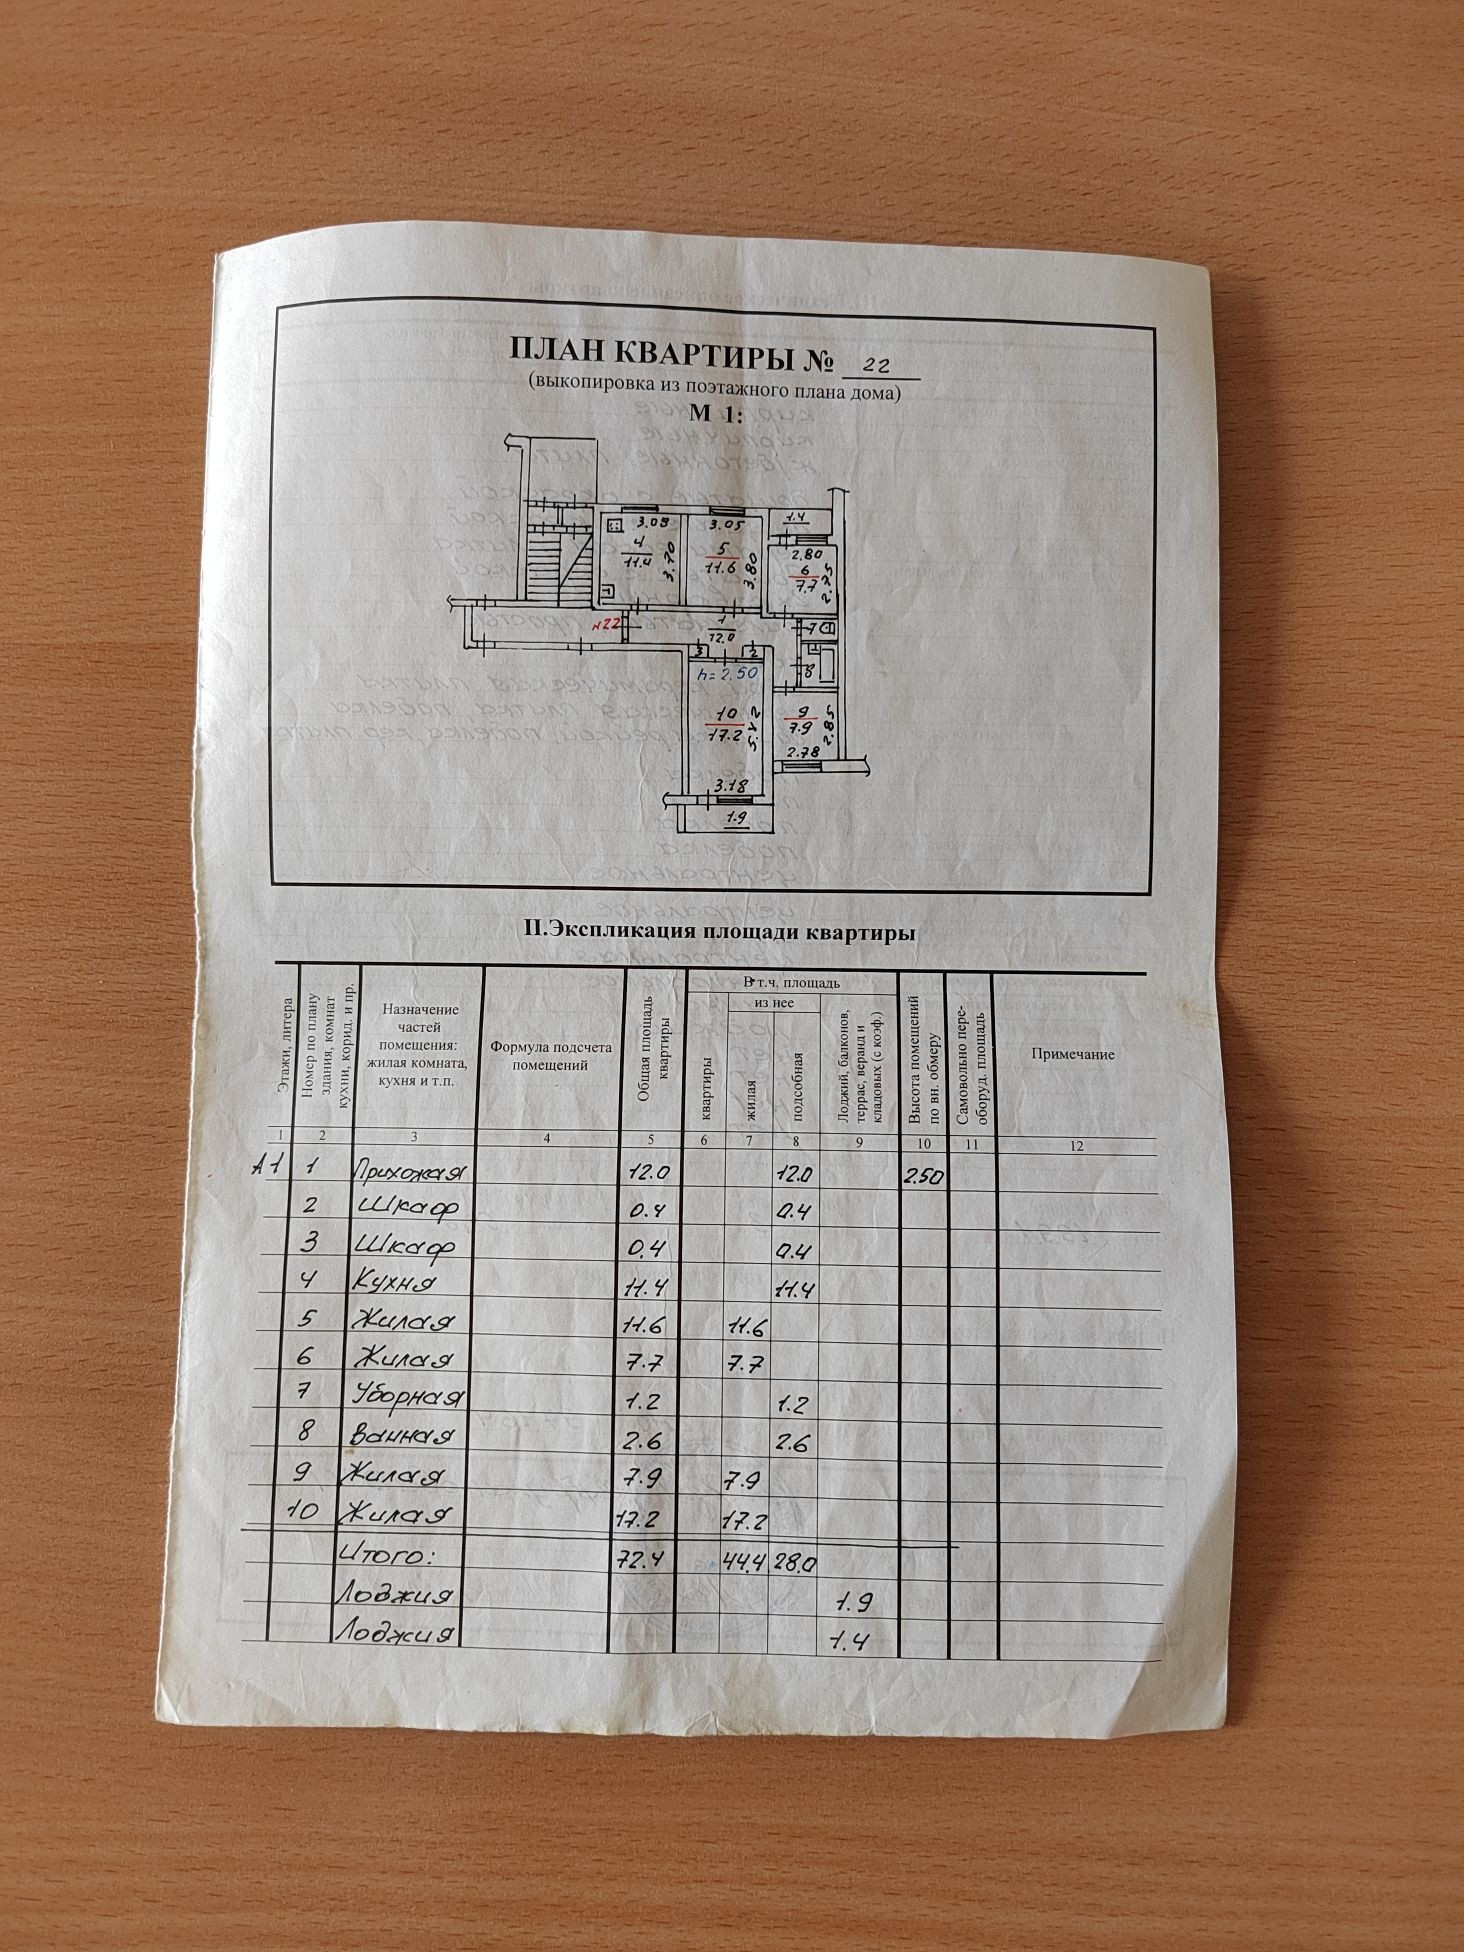 ПЛАН КВАРТИРЫ № 22
(выкопировка из поэтажного плана дома)
М 1:
1.4
3.08 3.05
2.80
4 11.4 3.70
5 11.6 3.80
6 7.7 2.75
№22
1 12.0
7
3 2
8
h=2.50
10 17.2 5.42
9 7.9 2.85
2.78
3.18
1.9
II.Экспликация площади квартиры
Этажи, литера
Номер по плану здания, комнат кухни, корид. и пр.
Назначение частей помещения: жилая комната, кухня и т.п.
Формула подсчета помещений
Общая площадь квартиры
В т.ч, площадь
из нее
квартиры
жилая
подсобная
Лоджий, балконов, террас, веранд и кладовых (с коэф.)
Высота помещений по вн. обмеру
Самовольно пере-оборуд. площадь
Примечание
1 2 3 4 5 6 7 8 9 10 11 12
А1 1 Прихожая 12.0 12.0 2.50
2 Шкаф 0.4 0.4
3 Шкаф 0.4 0.4
4 Кухня 11.4 11.4
5 Жилая 11.6 11.6
6 Жилая 7.7 7.7
7 Уборная 1.2 1.2
8 Ванная 2.6 2.6
9 Жилая 7.9 7.9
10 Жилая 17.2 17.2
Итого: 72.4 44.4 28.0
Лоджия 1.9
Лоджия 1.4